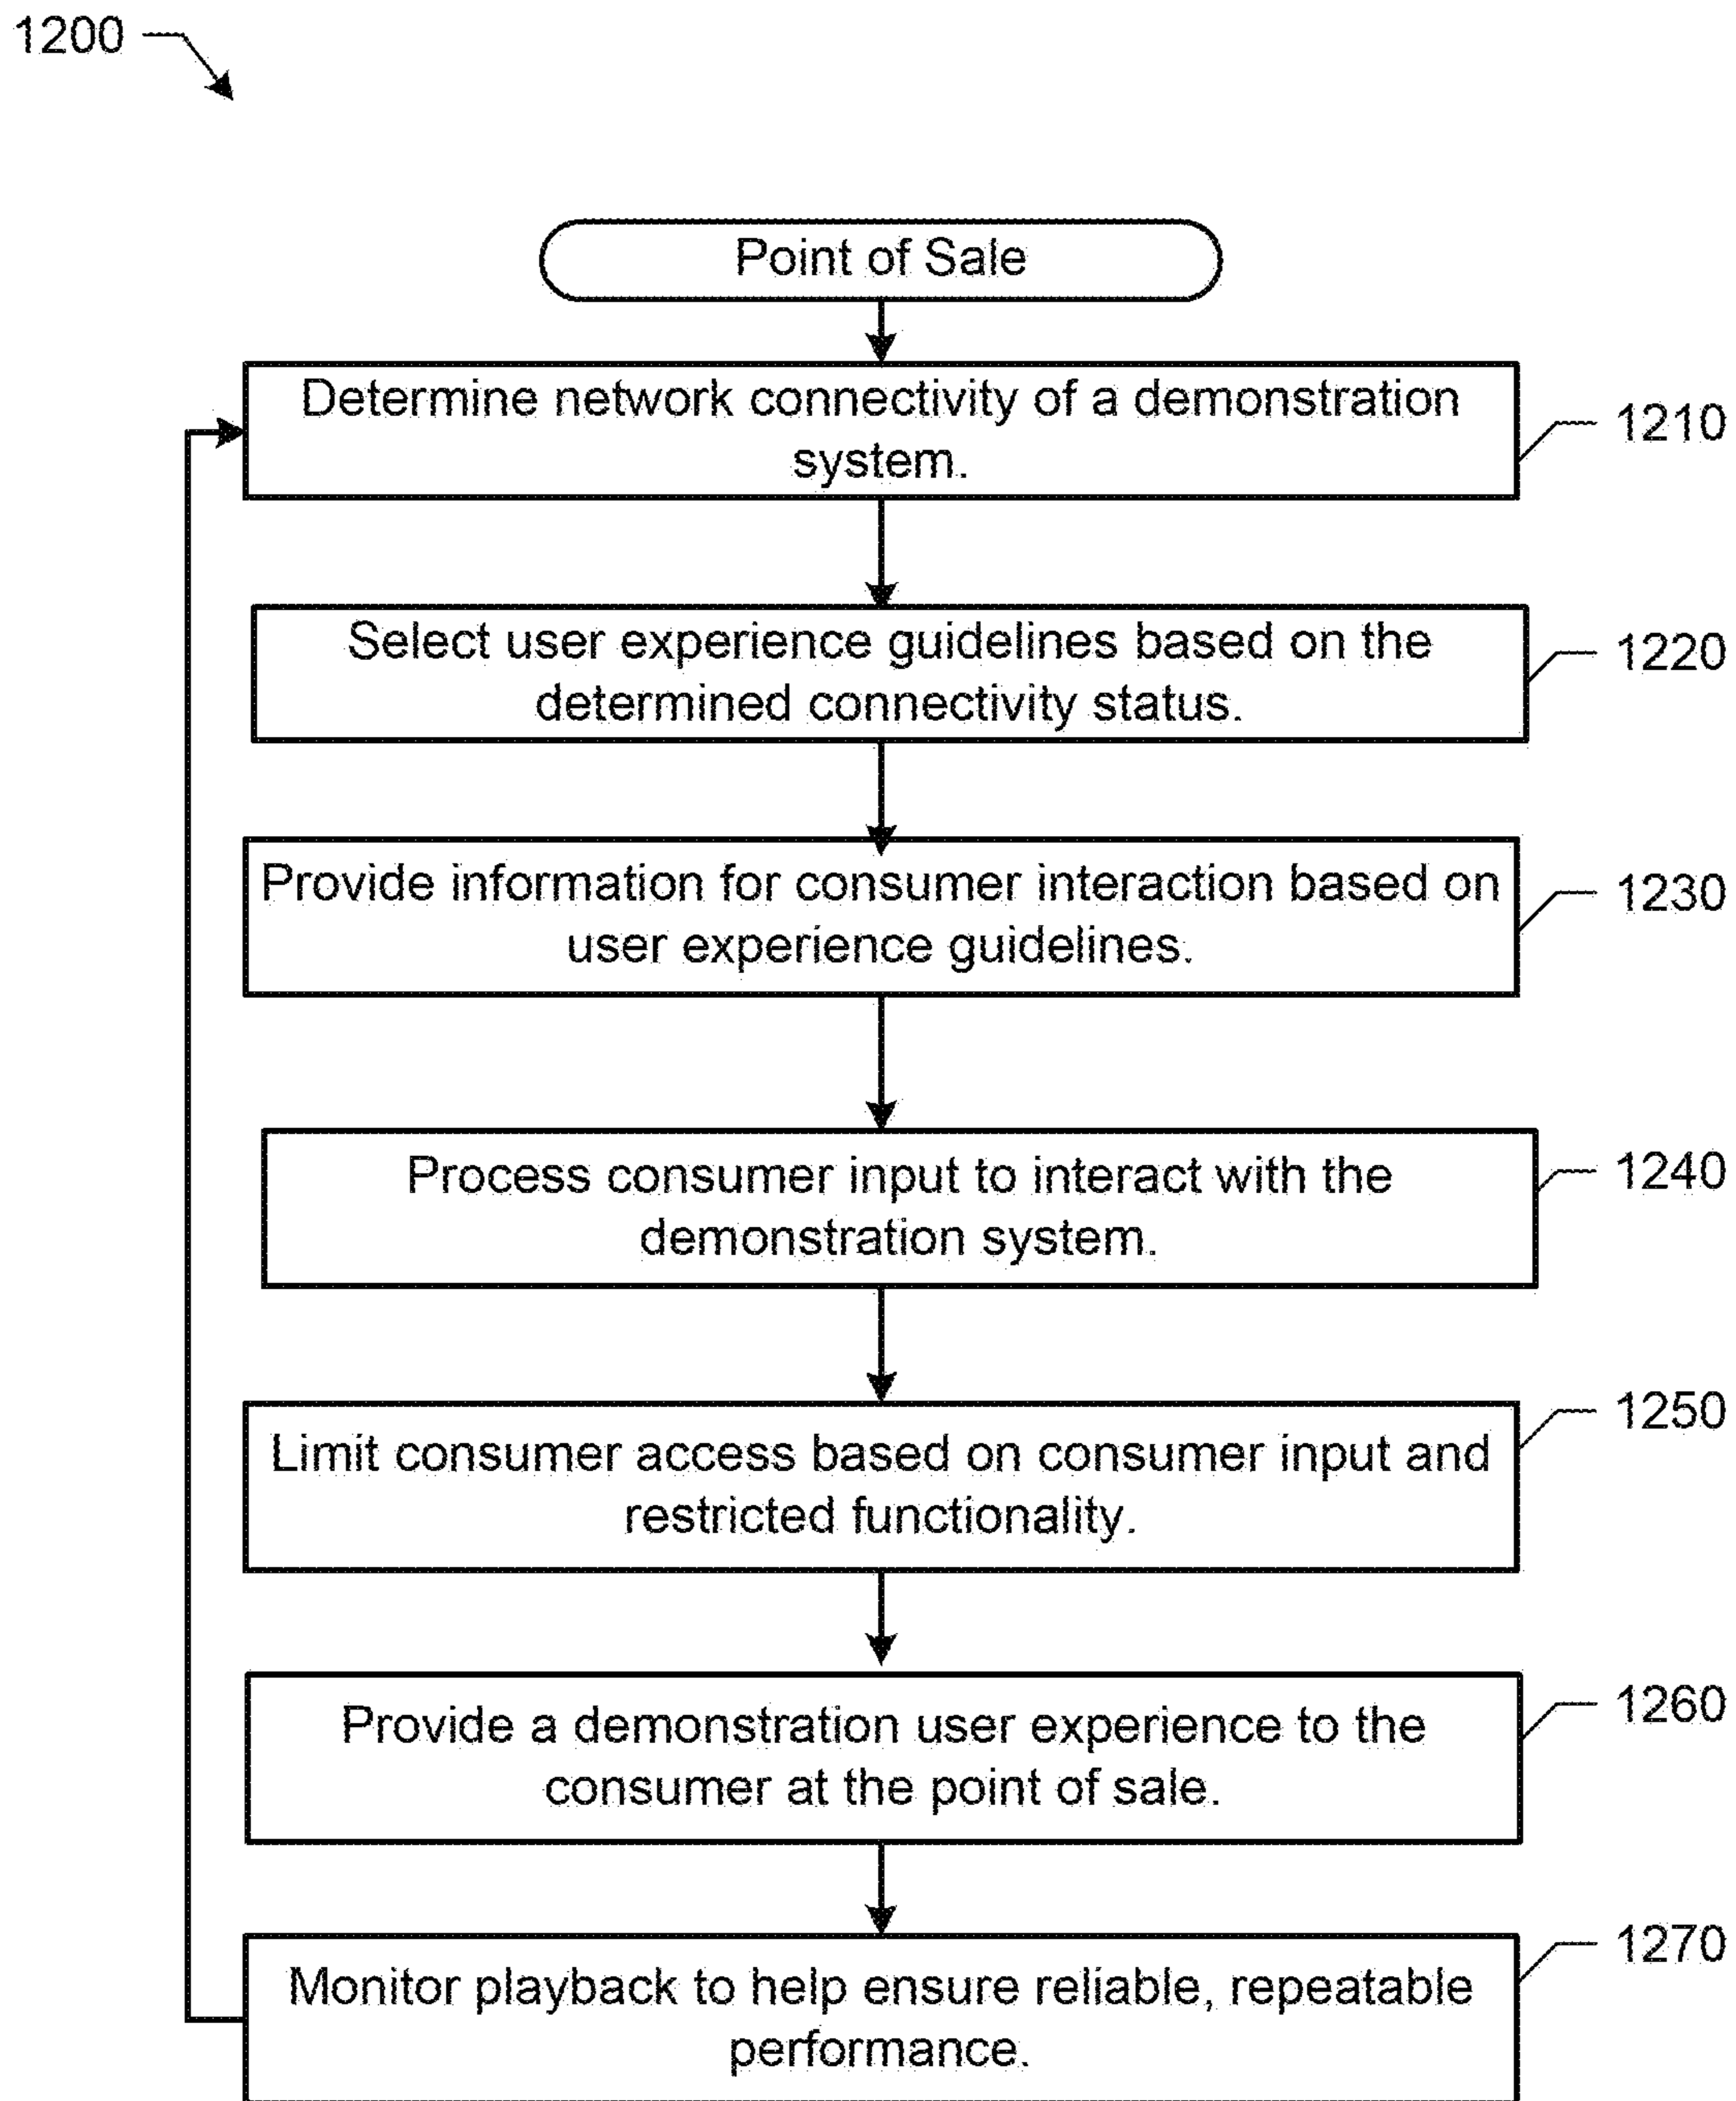 1200
Point of Sale
Determine network connectivity of a demonstration
system.
1210
Select user experience guidelines based on the
determined connectivity status.
1220
Provide information for consumer interaction based on
user experience guidelines.
1230
Process consumer input to interact with the
demonstration system.
1240
Limit consumer access based on consumer input and
restricted functionality.
1250
Provide a demonstration user experience to the
consumer at the point of sale.
1260
Monitor playback to help ensure reliable, repeatable
performance.
1270